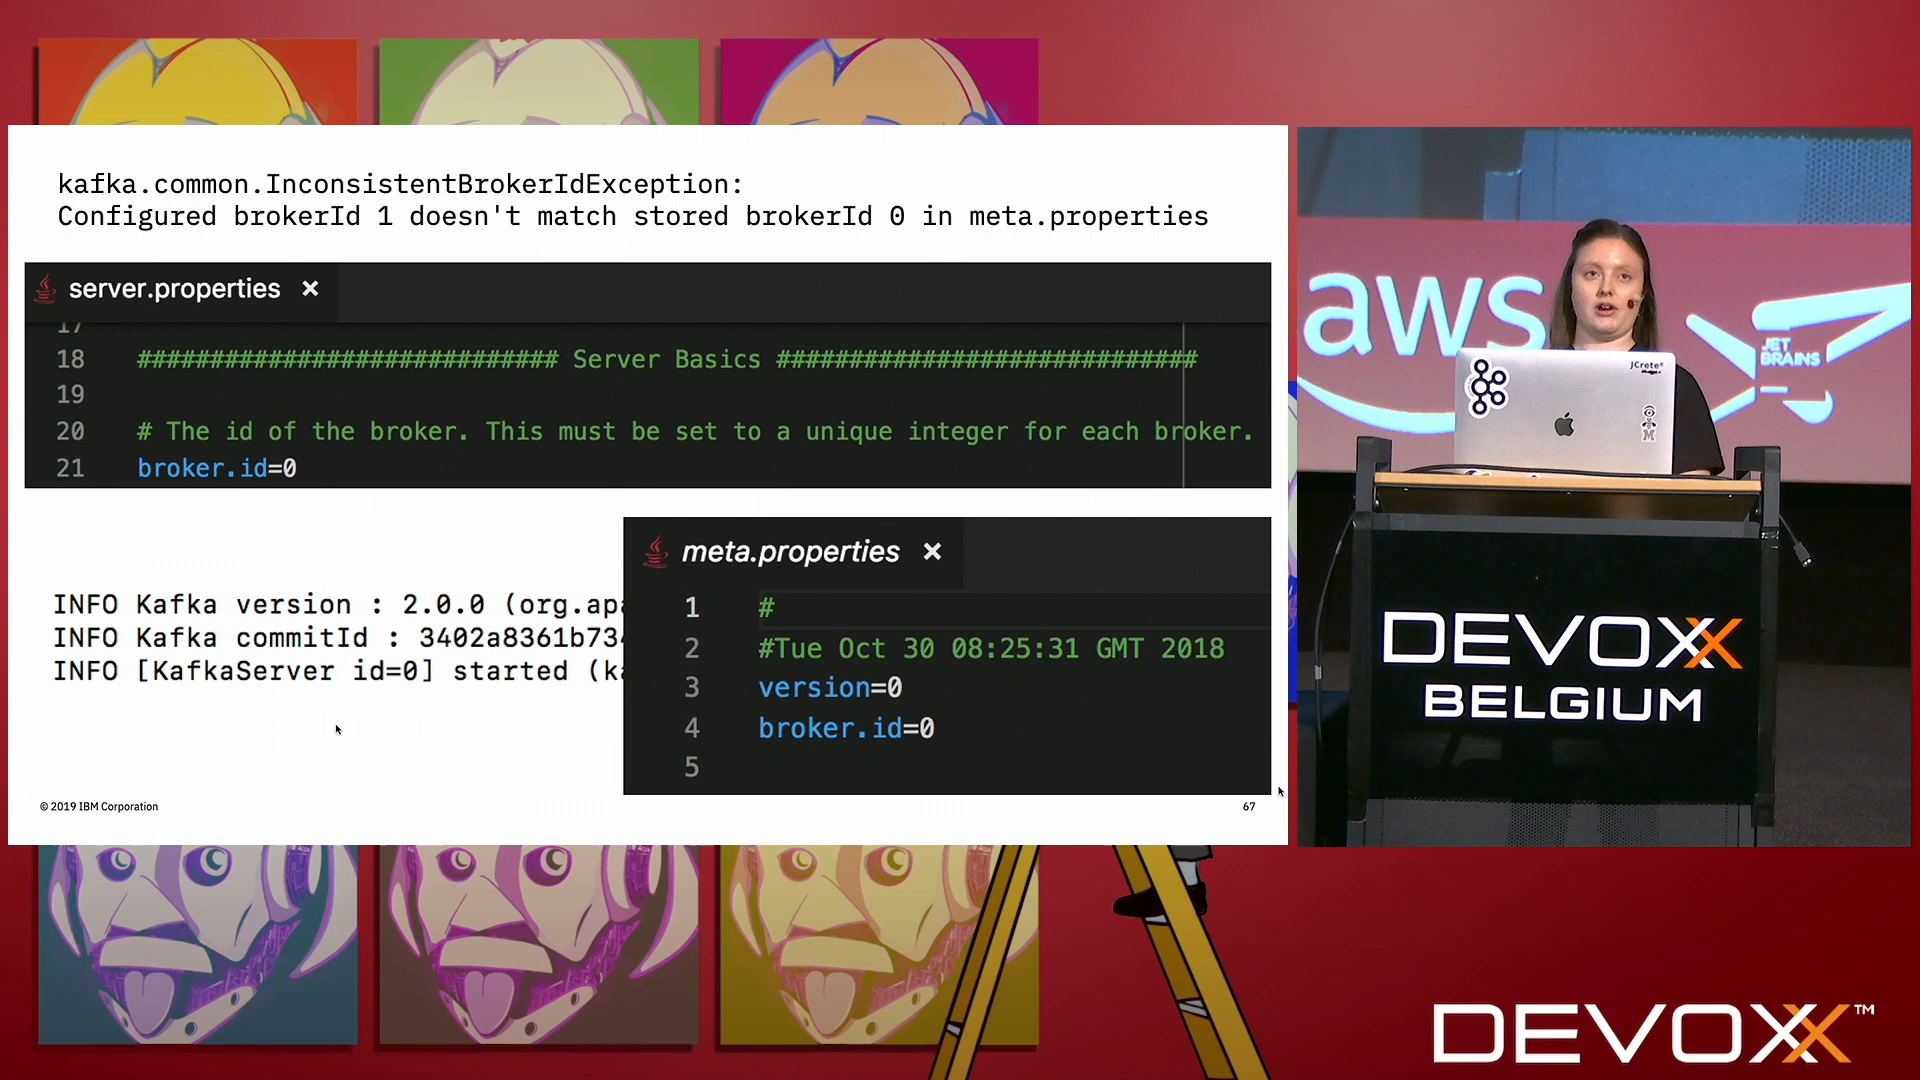 kafka.common.InconsistentBrokerIdException:
Configured brokerId 1 doesn't match stored brokerId 0 in meta.properties
server.properties ×
17
18 ############################# Server Basics #############################
19
20 # The id of the broker. This must be set to a unique integer for each broker.
21 broker.id=0
INFO Kafka version : 2.0.0 (org.apa
INFO Kafka commitId : 3402a8361b734
INFO [KafkaServer id=0] started (ka
meta.properties ×
1 #
2 #Tue Oct 30 08:25:31 GMT 2018
3 version=0
4 broker.id=0
5
© 2019 IBM Corporation
67
aws
JET
BRAINS
JCrete
DEVOXX
BELGIUM
DEVOXX™